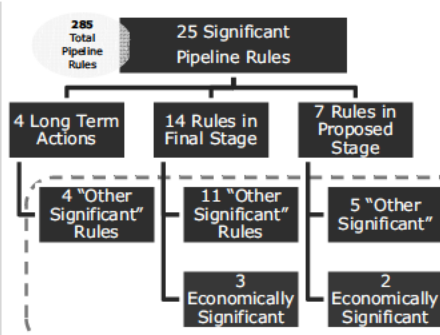 285
Total
Pipeline
Rules
25 Significant
Pipeline Rules
4 Long Term
Actions
14 Rules in
Final Stage
7 Rules in
Proposed
Stage
4 “Other
Significant”
Rules
11 “Other
Significant”
Rules
5 “Other
Significant”
3
Economically
Significant
2
Economically
Significant